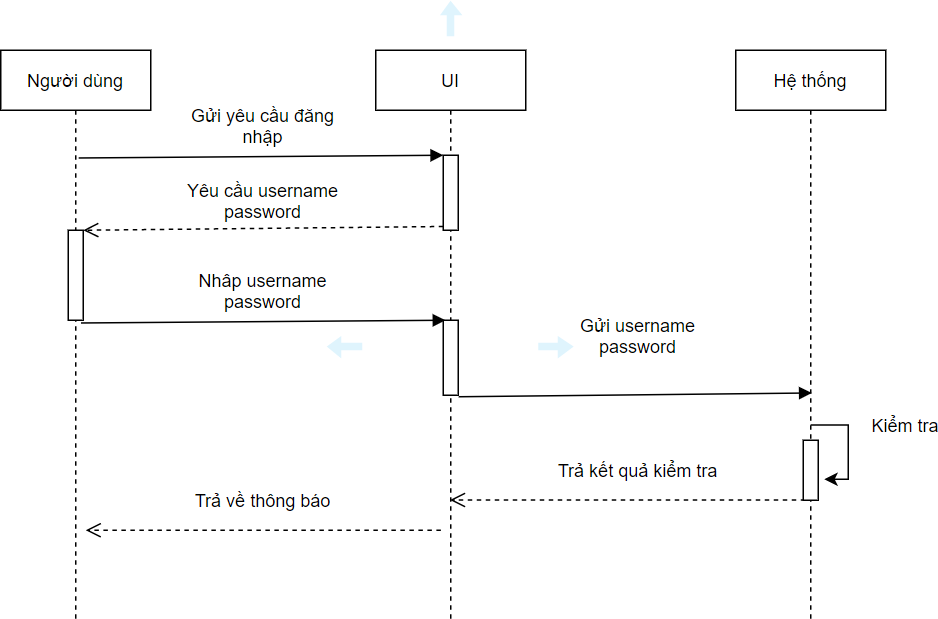 Người dùng
UI
Hệ thống
Gửi yêu cầu đăng
nhập
Yêu cầu username
password
Nhâp username
password
Gửi username
password
Kiểm tra
Trả kết quả kiểm tra
Trả về thông báo